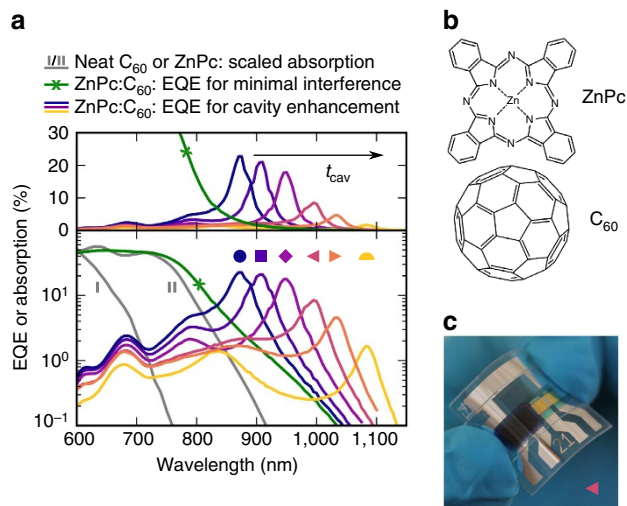 a
I/II Neat C60 or ZnPc: scaled absorption
ZnPc:C60: EQE for minimal interference
ZnPc:C60: EQE for cavity enhancement
30
20
10
0
tcav
EQE or absorption (%)
10¹
10⁰
10⁻¹
I
II
600 700 800 900 1,000 1,100
Wavelength (nm)
b
N
N N
N Zn N
N N
N
ZnPc
C60
c
21